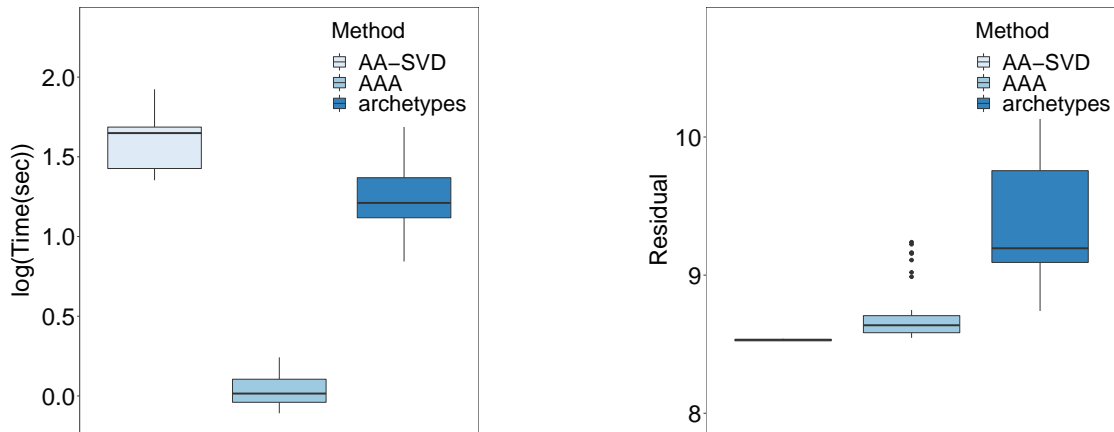 Method
AA−SVD
AAA
archetypes
2.0
1.5
1.0
0.5
0.0
log(Time(sec))
Method
AA−SVD
AAA
archetypes
10
9
8
Residual